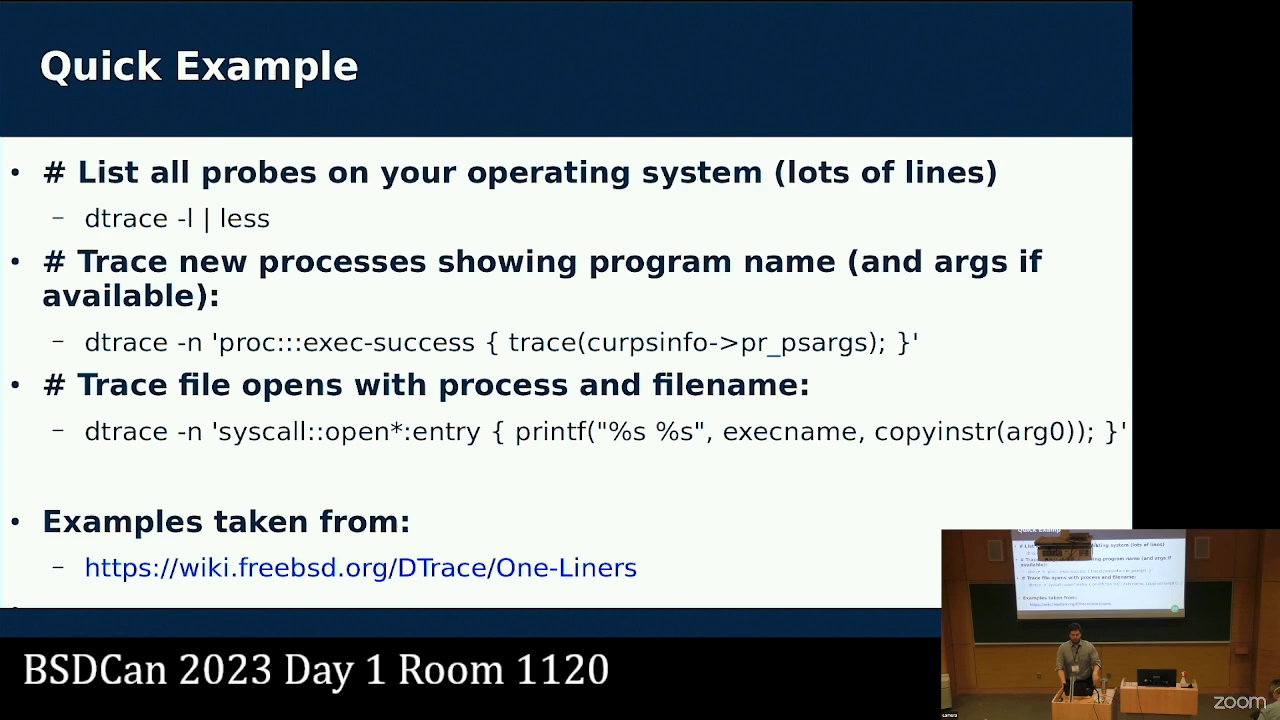 Quick Example
• # List all probes on your operating system (lots of lines)
– dtrace -l | less
• # Trace new processes showing program name (and args if
available):
– dtrace -n 'proc:::exec-success { trace(curpsinfo->pr_psargs); }'
• # Trace file opens with process and filename:
– dtrace -n 'syscall::open*:entry { printf("%s %s", execname, copyinstr(arg0)); }'
• Examples taken from:
– https://wiki.freebsd.org/DTrace/One-Liners
BSDCan 2023 Day 1 Room 1120
zoom